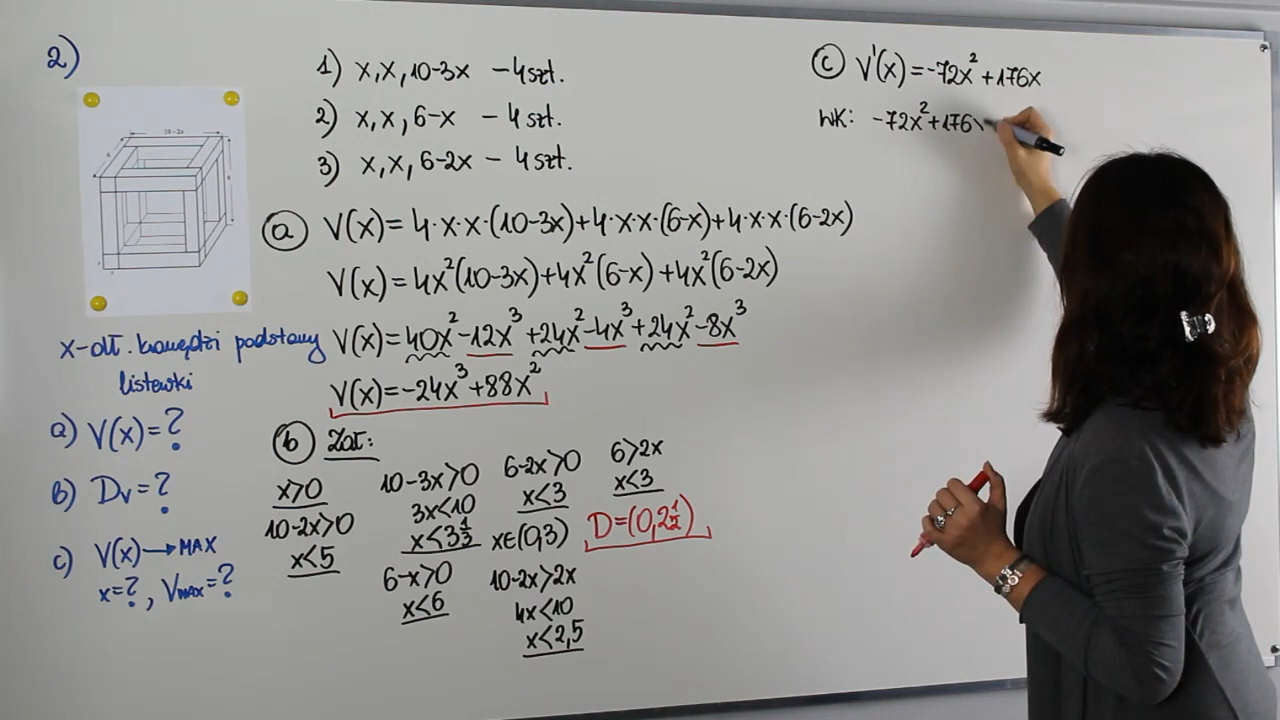 2)
10-2x
6
x-dł. krawędzi podstawy
listewki
a) V(x)=?
b) Dv=?
c) V(x)→MAX
x=?, VMAX=?
1) x,x,10-3x - 4szt.
2) x,x,6-x - 4szt.
3) x,x,6-2x - 4szt.
a) V(x)=4·x·x·(10-3x)+4·x·x·(6-x)+4·x·x·(6-2x)
V(x)=4x²(10-3x)+4x²(6-x)+4x²(6-2x)
V(x)=40x²-12x³+24x²-4x³+24x²-8x³
V(x)=-24x³+88x²
b) Zał:
x>0
10-2x>0
x<5
10-3x>0
3x<10
x<3⅓
6-x>0
x<6
6-2x>0
x<3
x∈(0,3)
10-2x>2x
4x<10
x<2,5
6>2x
x<3
D=(0,2½)
c) V'(x)=-72x²+176x
WK: -72x²+176